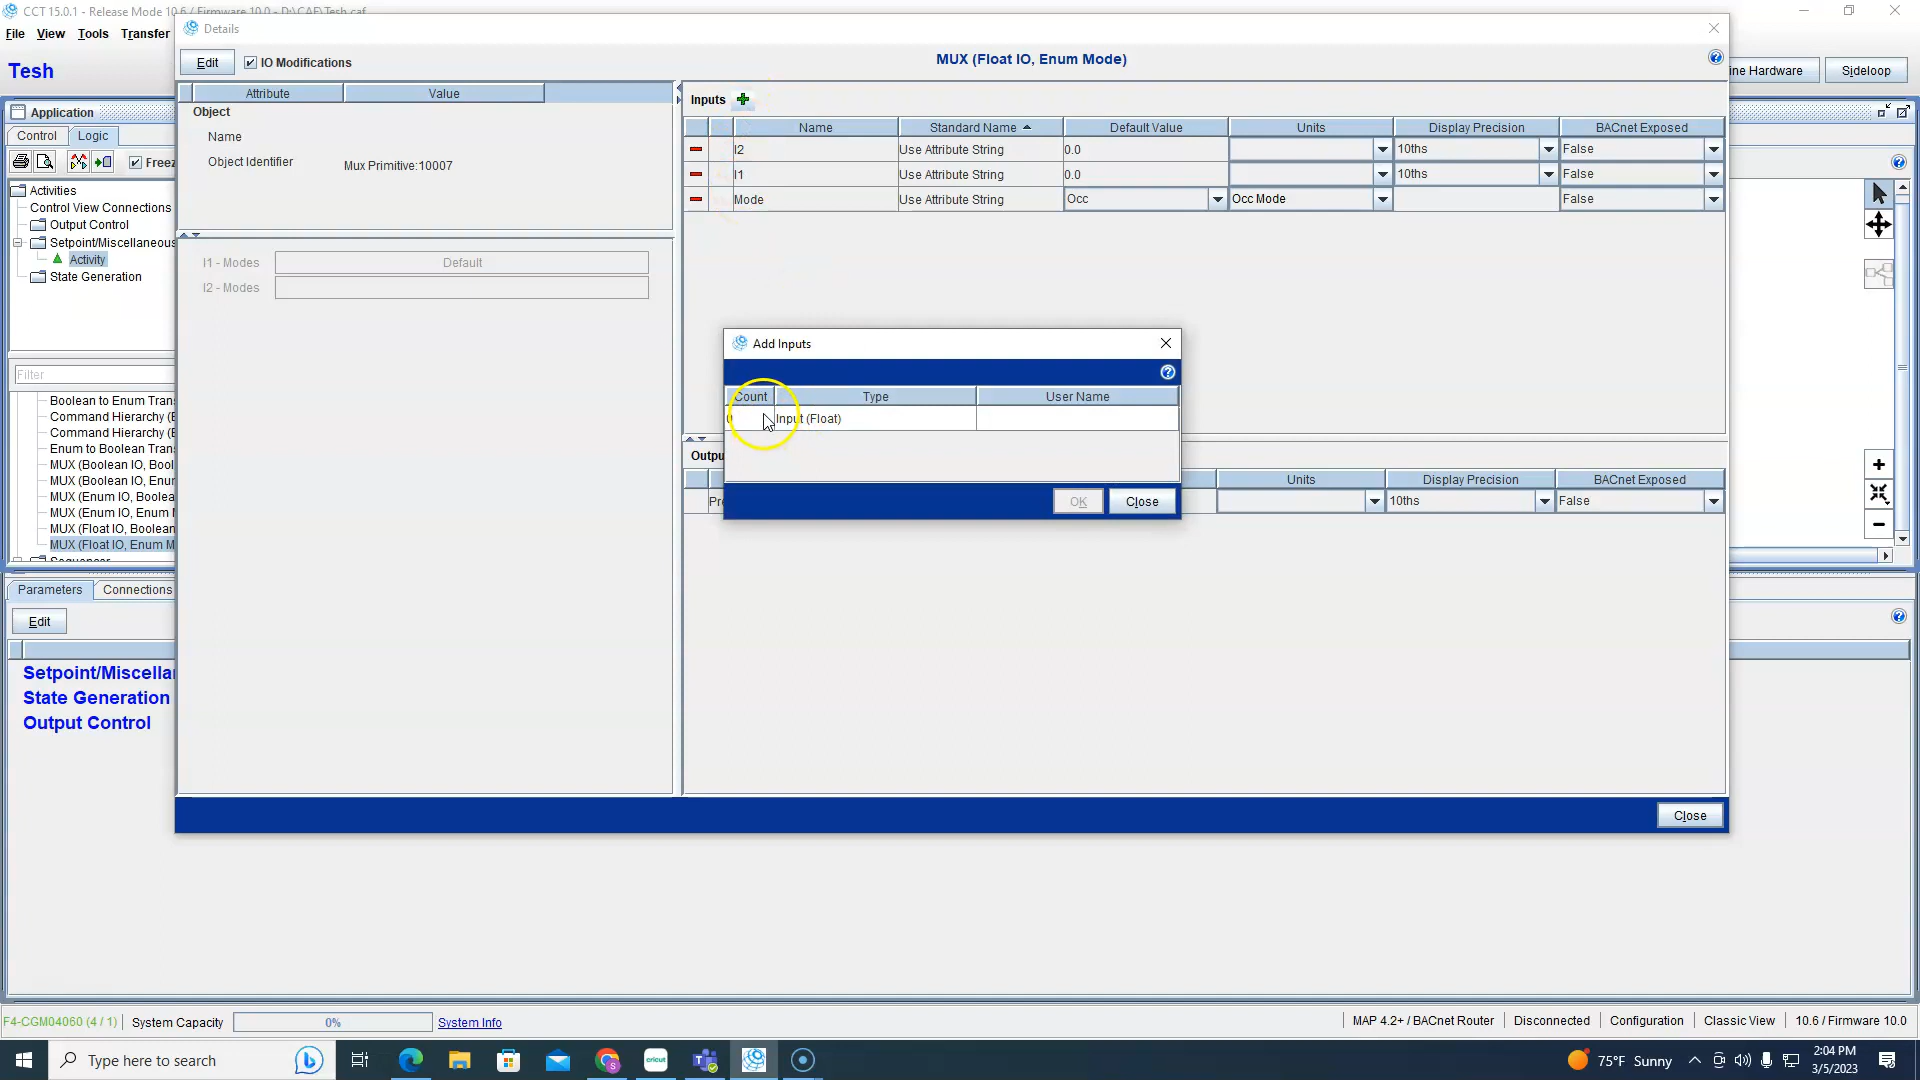 CCT 15.0.1 - Release Mode 10.6 / Firmware 10.0 - D:\CAF\Tesh.caf
File View Tools Transfer
Tesh
Application
Control Logic
Freez
Activities
Control View Connections
Output Control
Setpoint/Miscellaneous
Activity
State Generation
Filter
Boolean to Enum Trans
Command Hierarchy (B
Command Hierarchy (E
Enum to Boolean Trans
MUX (Boolean IO, Bool
MUX (Boolean IO, Enu
MUX (Enum IO, Boolea
MUX (Enum IO, Enum M
MUX (Float IO, Boolean
MUX (Float IO, Enum M
Details
Edit IO Modifications
MUX (Float IO, Enum Mode)
Attribute Value
Object
Name
Object Identifier Mux Primitive:10007
I1 - Modes Default
I2 - Modes
Inputs
Name Standard Name Default Value Units Display Precision BACnet Exposed
I2 Use Attribute String 0.0 10ths False
I1 Use Attribute String 0.0 10ths False
Mode Use Attribute String Occ Occ Mode False
Add Inputs
Count Type User Name
Input (Float)
OK Close
Outpu
Units Display Precision BACnet Exposed
Pre 10ths False
Close
ine Hardware Sideloop
Parameters Connections
Edit
Setpoint/Miscella
State Generation
Output Control
F4-CGM04060 (4 / 1) System Capacity 0% System Info
MAP 4.2+ / BACnet Router Disconnected Configuration Classic View 10.6 / Firmware 10.0
Type here to search
cricut
75°F Sunny
2:04 PM
3/5/2023